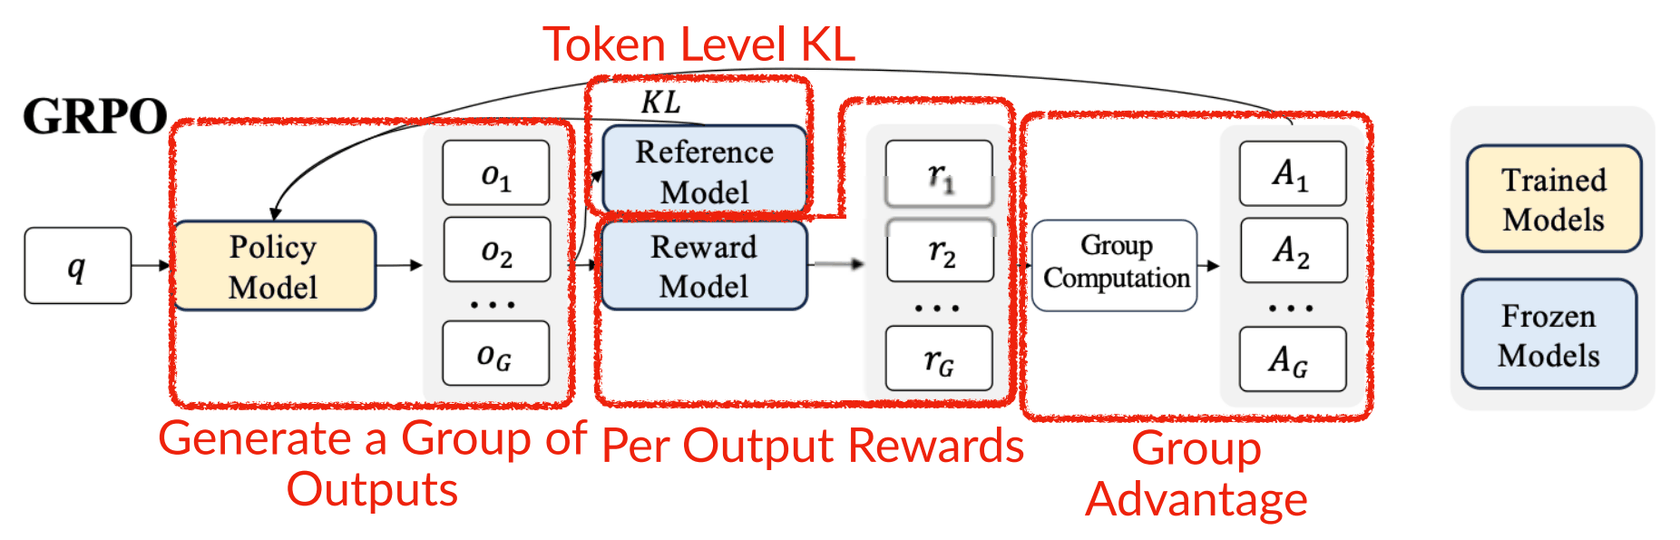 Token Level KL
GRPO
KL
q
Policy
Model
o1
o2
...
oG
Reference
Model
Reward
Model
r1
r2
...
rG
Group
Computation
A1
A2
...
AG
Trained
Models
Frozen
Models
Generate a Group of
Outputs
Per Output Rewards
Group
Advantage